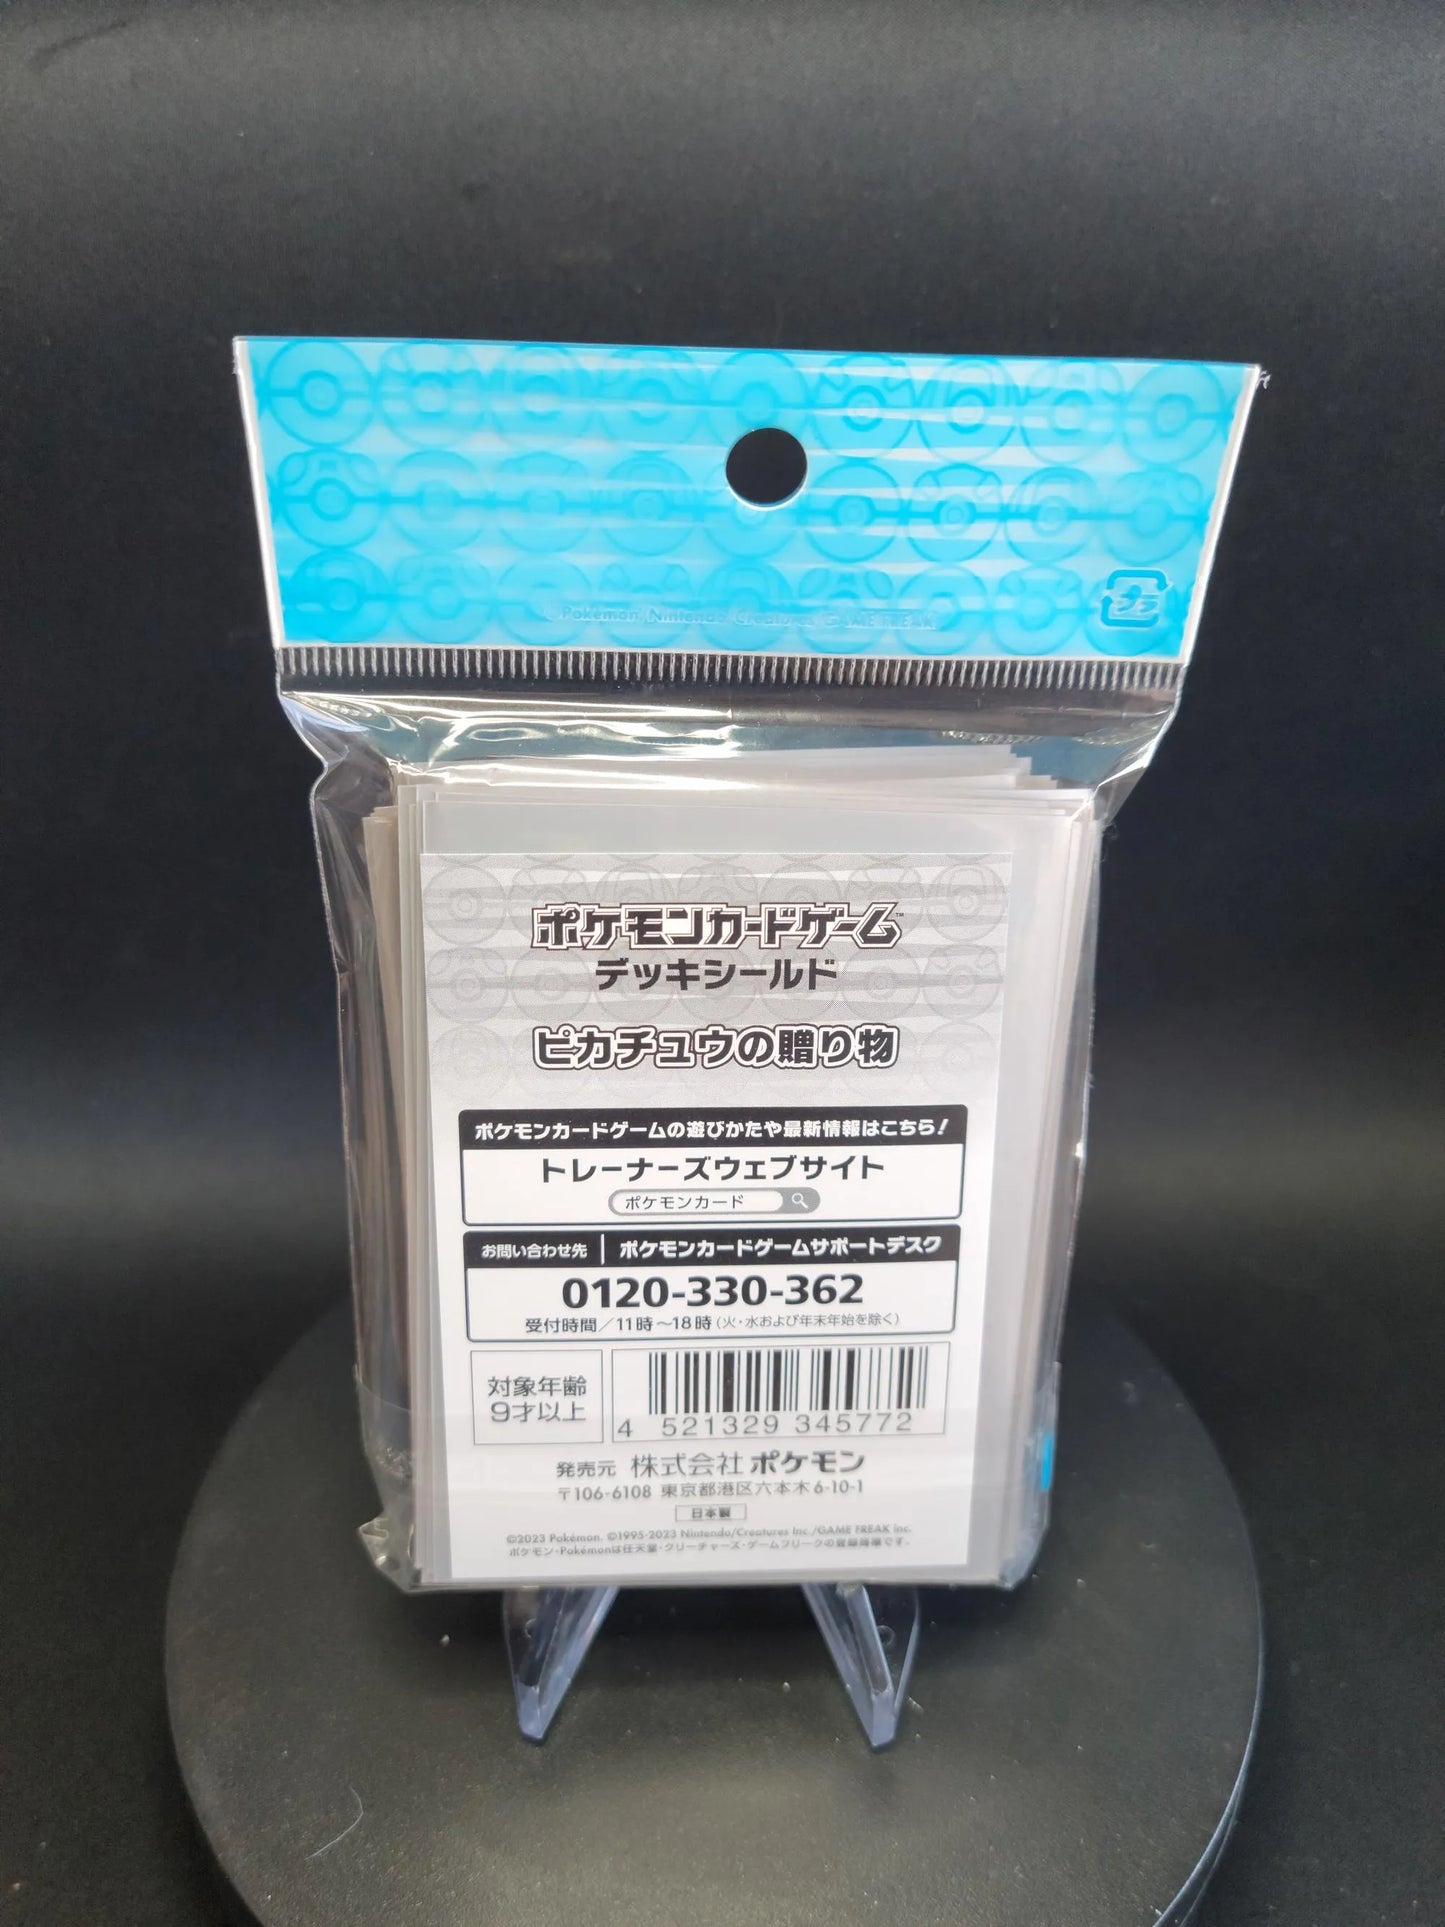 プラ
©Pokémon/Nintendo/Creatures/GAME FREAK
ポケモンカードゲーム™
デッキシールド
ピカチュウの贈り物
ポケモンカードゲームの遊びかたや最新情報はこちら!
トレーナーズウェブサイト
ポケモンカード
お問い合わせ先 | ポケモンカードゲームサポートデスク
0120-330-362
受付時間/11時~18時(火・水および年末年始を除く)
対象年齢
9才以上
4 521329 345772
発売元 株式会社 ポケモン
〒106-6108 東京都港区六本木6-10-1
日本製
©2023 Pokémon. ©1995-2023 Nintendo/Creatures Inc./GAME FREAK inc.
ポケモン・Pokémonは任天堂・クリーチャーズ・ゲームフリークの登録商標です。